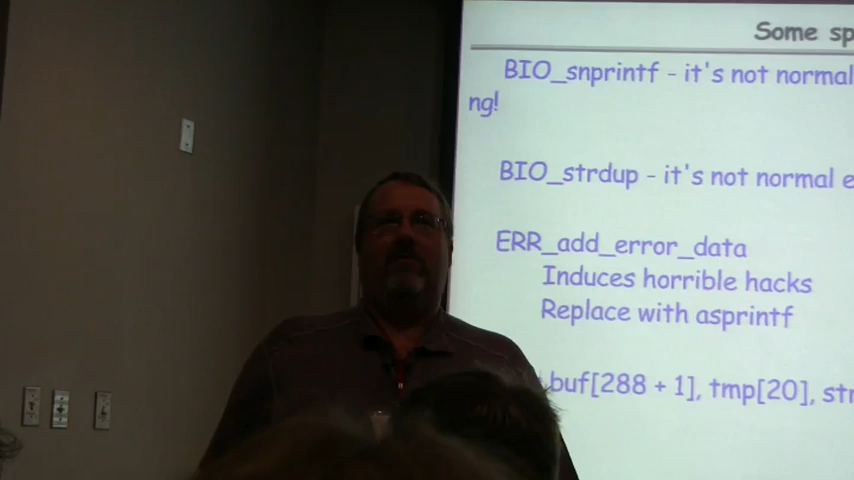 Some sp
BIO_snprintf - it's not normal
ng!
BIO_strdup - it's not normal e
ERR_add_error_data
Induces horrible hacks
Replace with asprintf
buf[288 + 1], tmp[20], str